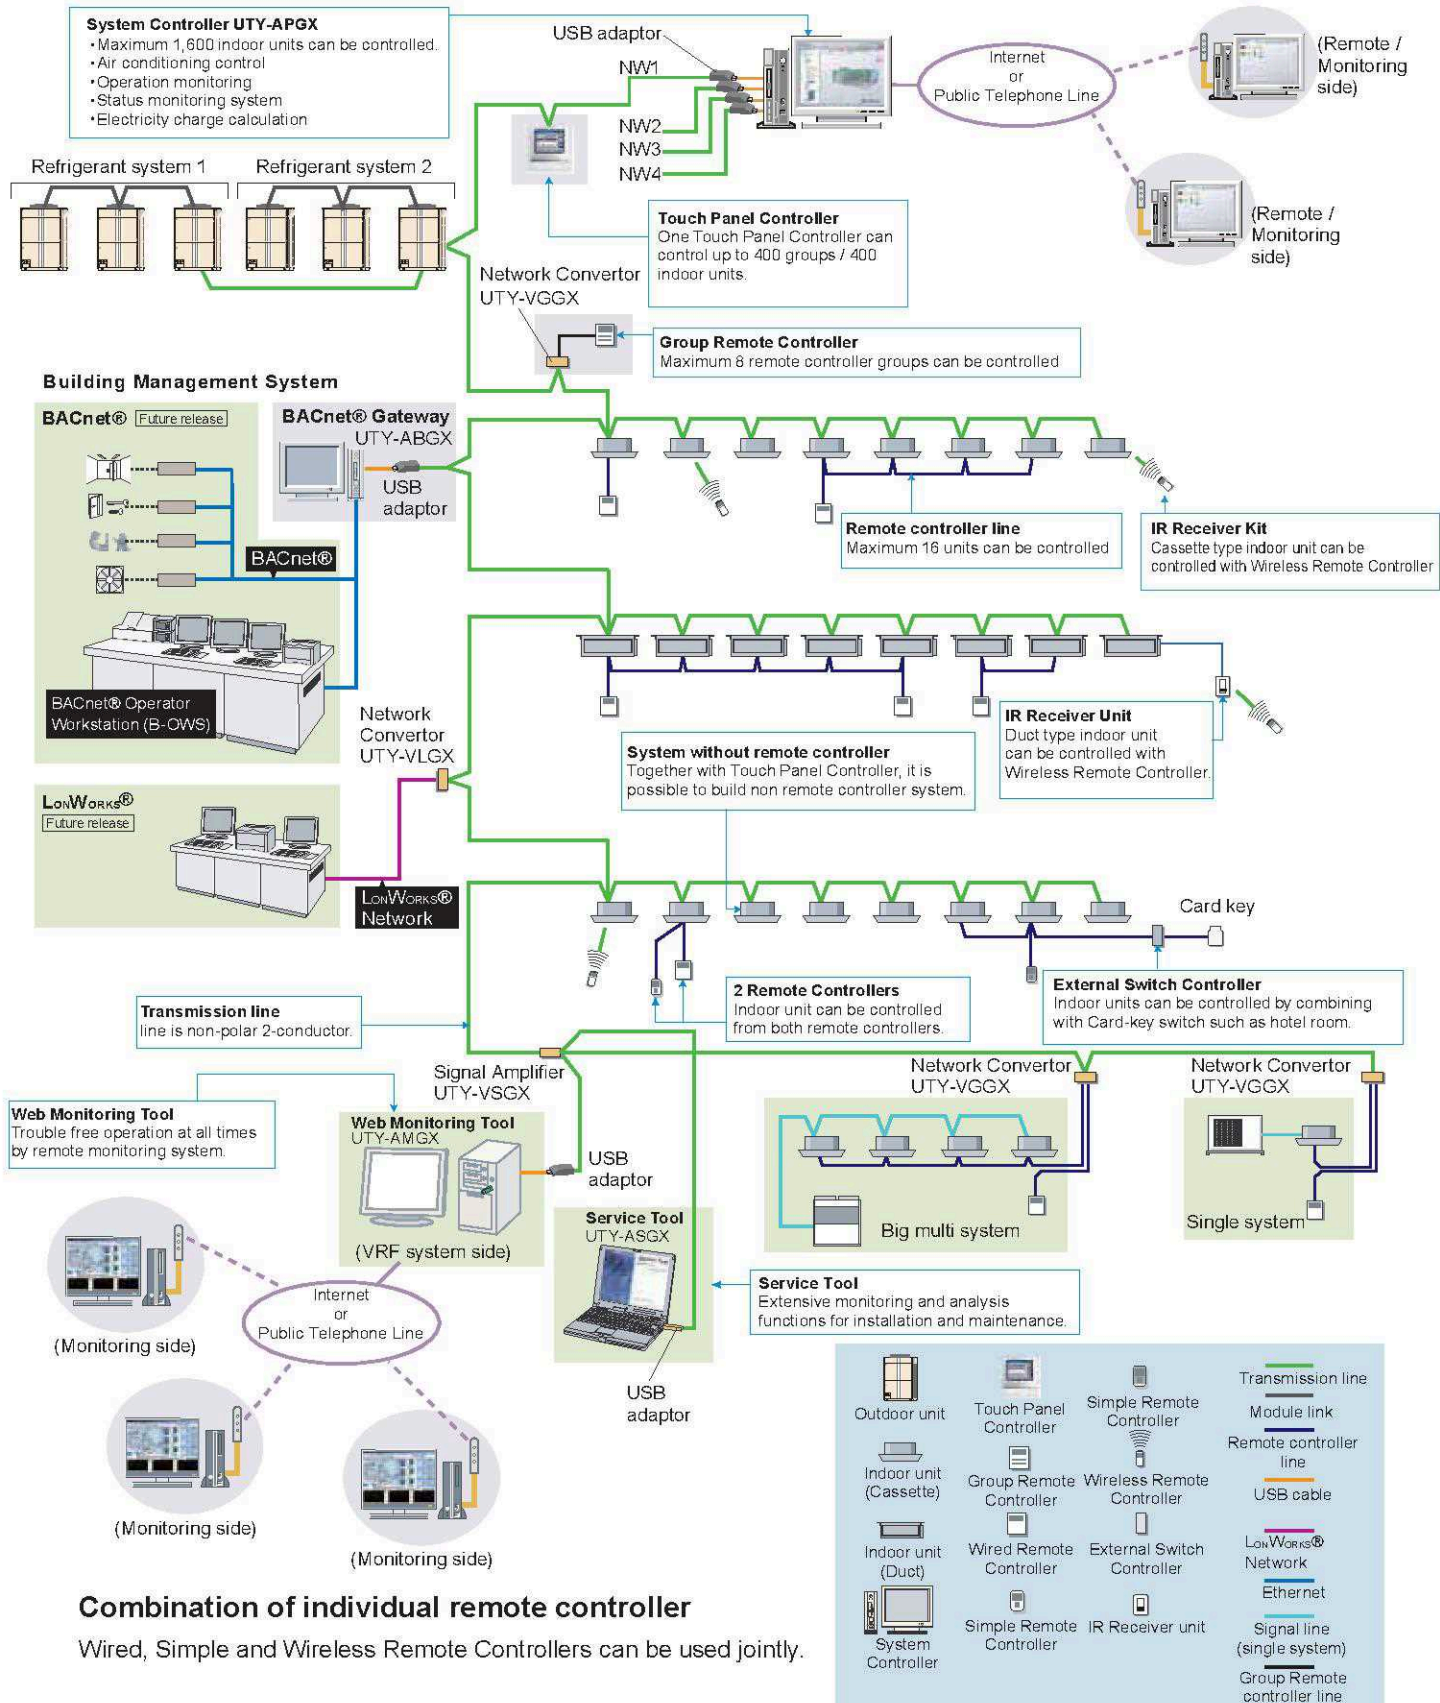 System Controller UTY-APGX
•Maximum 1,600 indoor units can be controlled.
•Air conditioning control
•Operation monitoring
•Status monitoring system
•Electricity charge calculation
USB adaptor
NW1
NW2
NW3
NW4
Internet
or
Public Telephone Line
(Remote /
Monitoring
side)
(Remote /
Monitoring
side)
Refrigerant system 1
Refrigerant system 2
Touch Panel Controller
One Touch Panel Controller can
control up to 400 groups / 400
indoor units.
Network Convertor
UTY-VGGX
Group Remote Controller
Maximum 8 remote controller groups can be controlled
Building Management System
BACnet® Future release
BACnet® Gateway
UTY-ABGX
USB
adaptor
BACnet®
BACnet® Operator
Workstation (B-OWS)
Remote controller line
Maximum 16 units can be controlled
IR Receiver Kit
Cassette type indoor unit can be
controlled with Wireless Remote Controller
Network
Convertor
UTY-VLGX
IR Receiver Unit
Duct type indoor unit
can be controlled with
Wireless Remote Controller.
System without remote controller
Together with Touch Panel Controller, it is
possible to build non remote controller system.
LONWORKS®
Future release
LONWORKS®
Network
Card key
Transmission line
line is non-polar 2-conductor.
2 Remote Controllers
Indoor unit can be controlled
from both remote controllers.
External Switch Controller
Indoor units can be controlled by combining
with Card-key switch such as hotel room.
Signal Amplifier
UTY-VSGX
Network Convertor
UTY-VGGX
Network Convertor
UTY-VGGX
Web Monitoring Tool
Trouble free operation at all times
by remote monitoring system.
Web Monitoring Tool
UTY-AMGX
USB
adaptor
(VRF system side)
Service Tool
UTY-ASGX
Big multi system
Single system
Service Tool
Extensive monitoring and analysis
functions for installation and maintenance.
USB
adaptor
Internet
or
Public Telephone Line
(Monitoring side)
(Monitoring side)
(Monitoring side)
Outdoor unit
Touch Panel
Controller
Simple Remote
Controller
Transmission line
Module link
Remote controller
line
Indoor unit
(Cassette)
Group Remote
Controller
Wireless Remote
Controller
USB cable
Indoor unit
(Duct)
Wired Remote
Controller
External Switch
Controller
LONWORKS®
Network
Ethernet
System
Controller
Simple Remote
Controller
IR Receiver unit
Signal line
(single system)
Group Remote
controller line
Combination of individual remote controller
Wired, Simple and Wireless Remote Controllers can be used jointly.